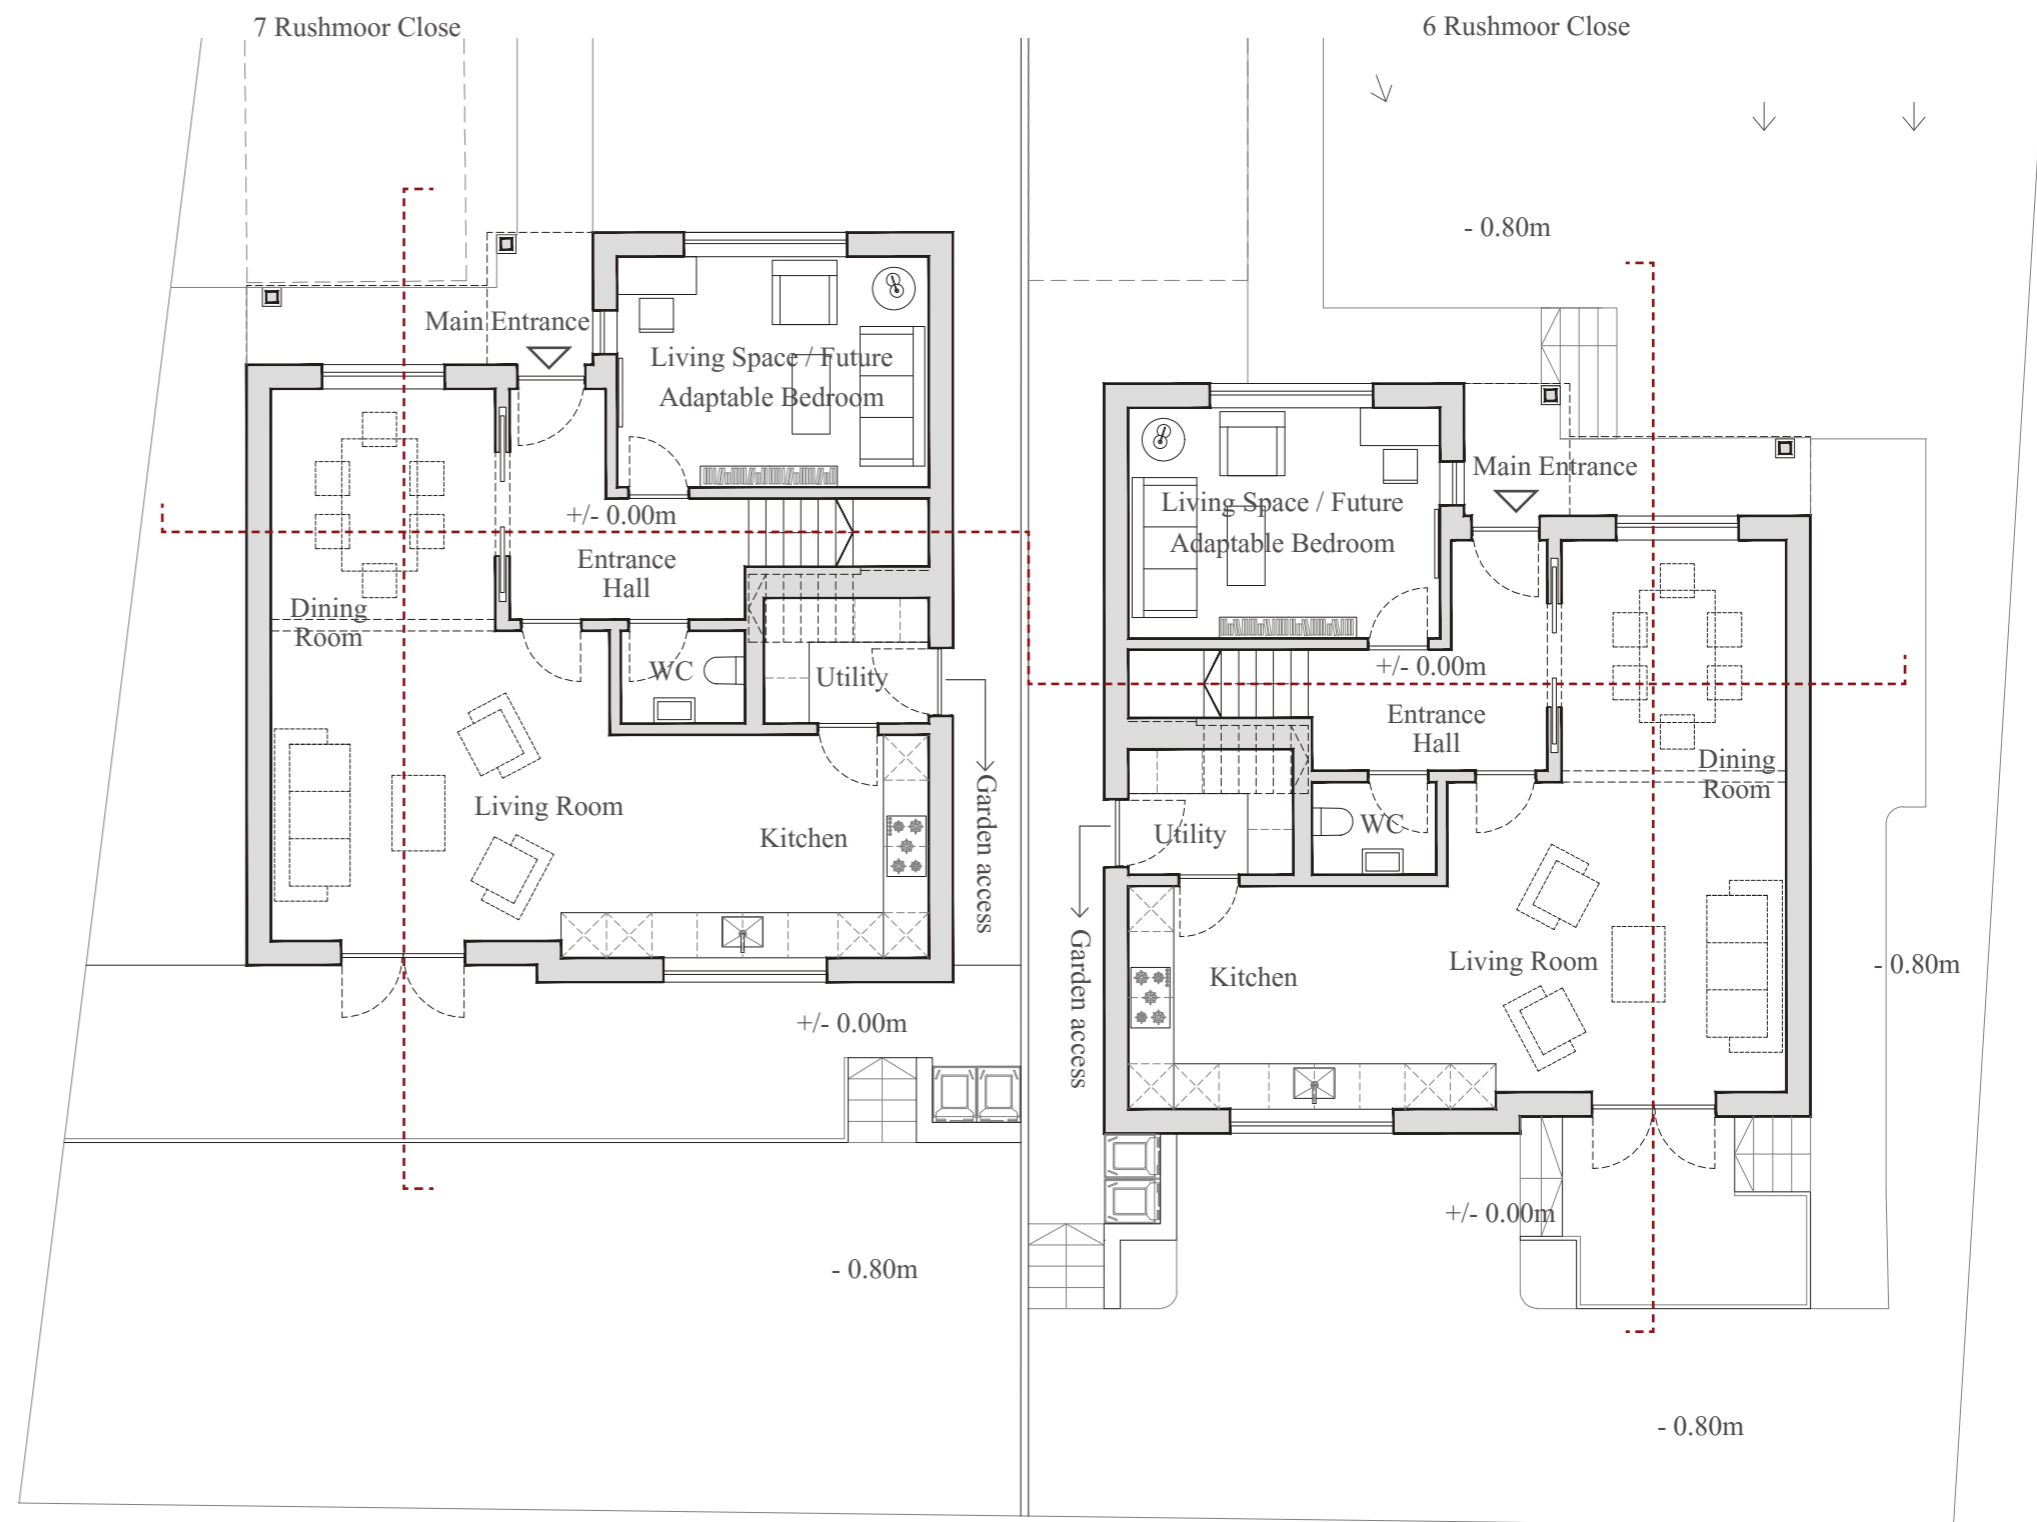 7 Rushmoor Close
6 Rushmoor Close
- 0.80m
Main Entrance
Living Space / Future
Adaptable Bedroom
+/- 0.00m
Entrance
Hall
Dining
Room
WC
Utility
Living Room
Kitchen
Garden access
+/- 0.00m
- 0.80m
Main Entrance
Living Space / Future
Adaptable Bedroom
+/- 0.00m
Entrance
Hall
Dining
Room
Utility
WC
Living Room
Kitchen
Garden access
- 0.80m
+/- 0.00m
- 0.80m